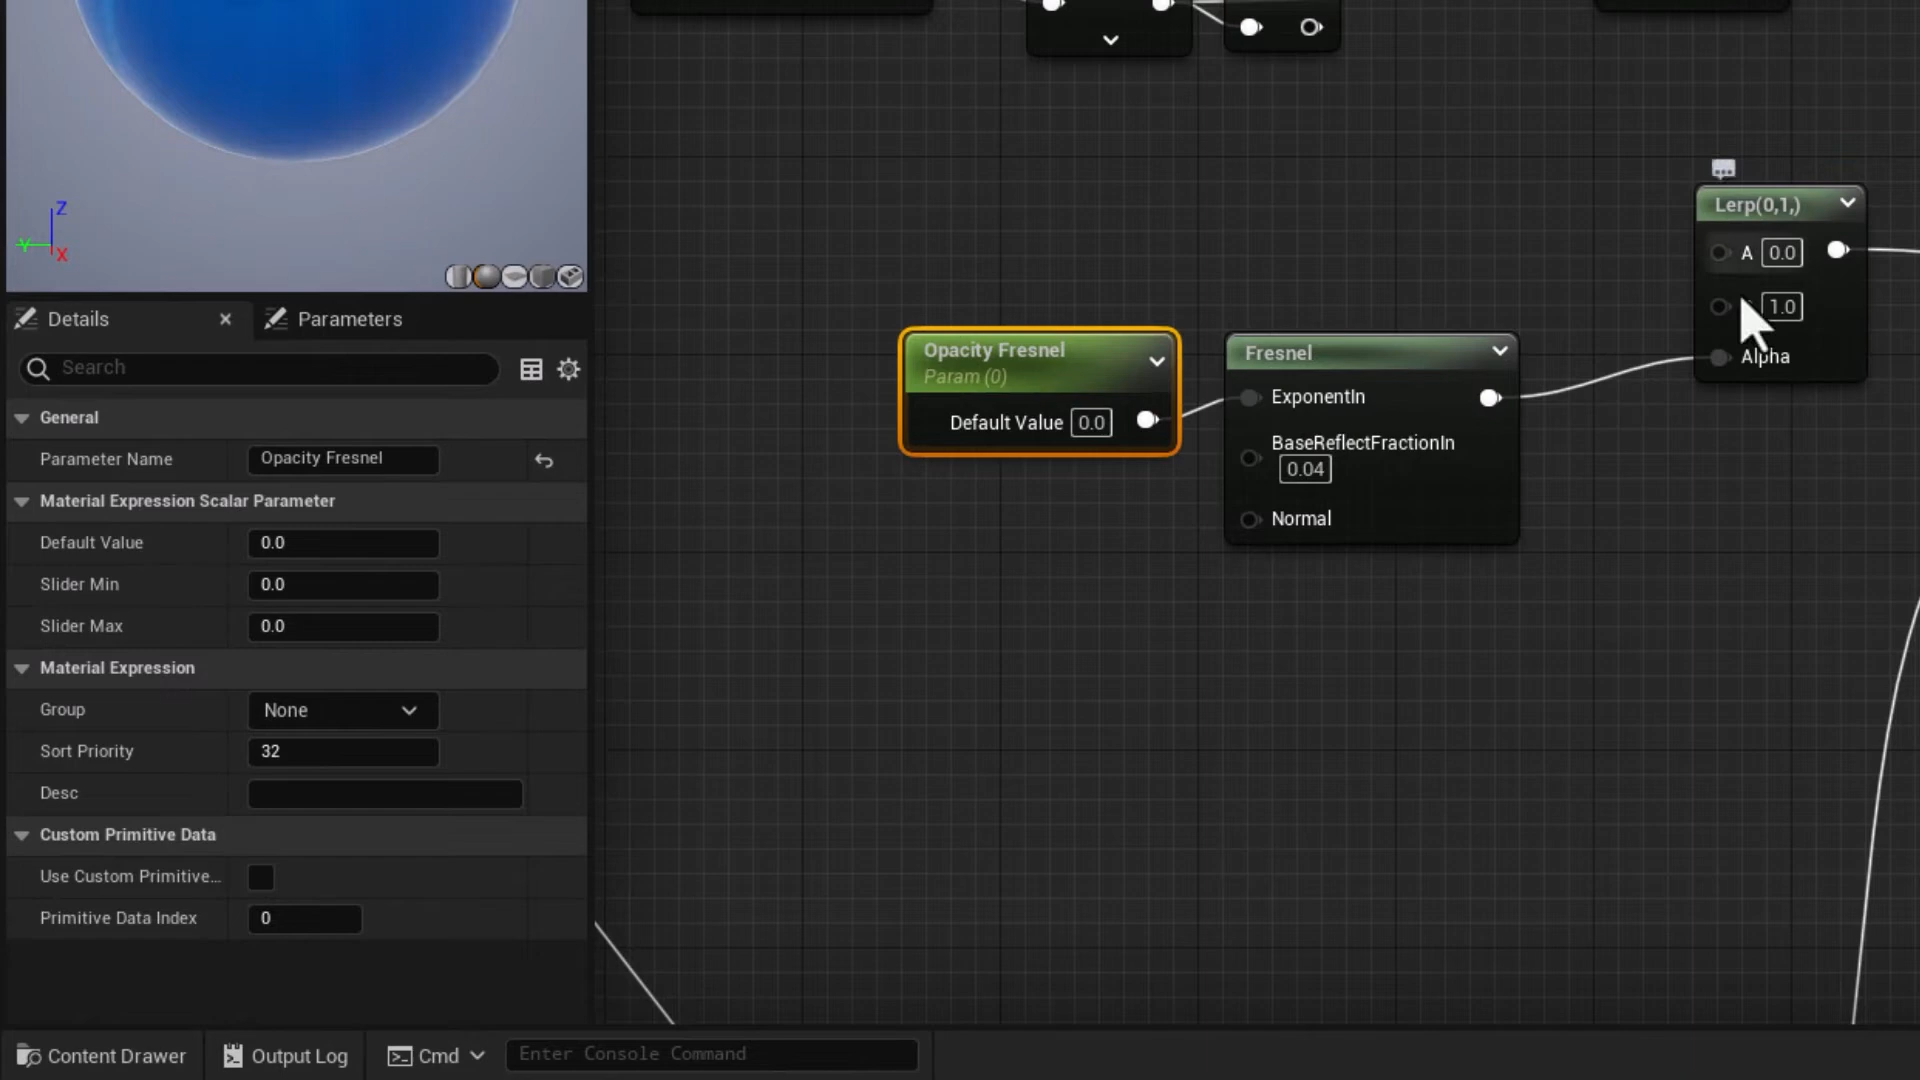 Z
Y
X
Details
Parameters
Search
General
Parameter Name
Opacity Fresnel
Material Expression Scalar Parameter
Default Value
0.0
Slider Min
0.0
Slider Max
0.0
Material Expression
Group
None
Sort Priority
32
Desc
Custom Primitive Data
Use Custom Primitive...
Primitive Data Index
0
Opacity Fresnel
Param (0)
Default Value 0.0
Fresnel
ExponentIn
BaseReflectFractionIn
0.04
Normal
Lerp(0,1,)
A 0.0
1.0
Alpha
Content Drawer
Output Log
Cmd
Enter Console Command